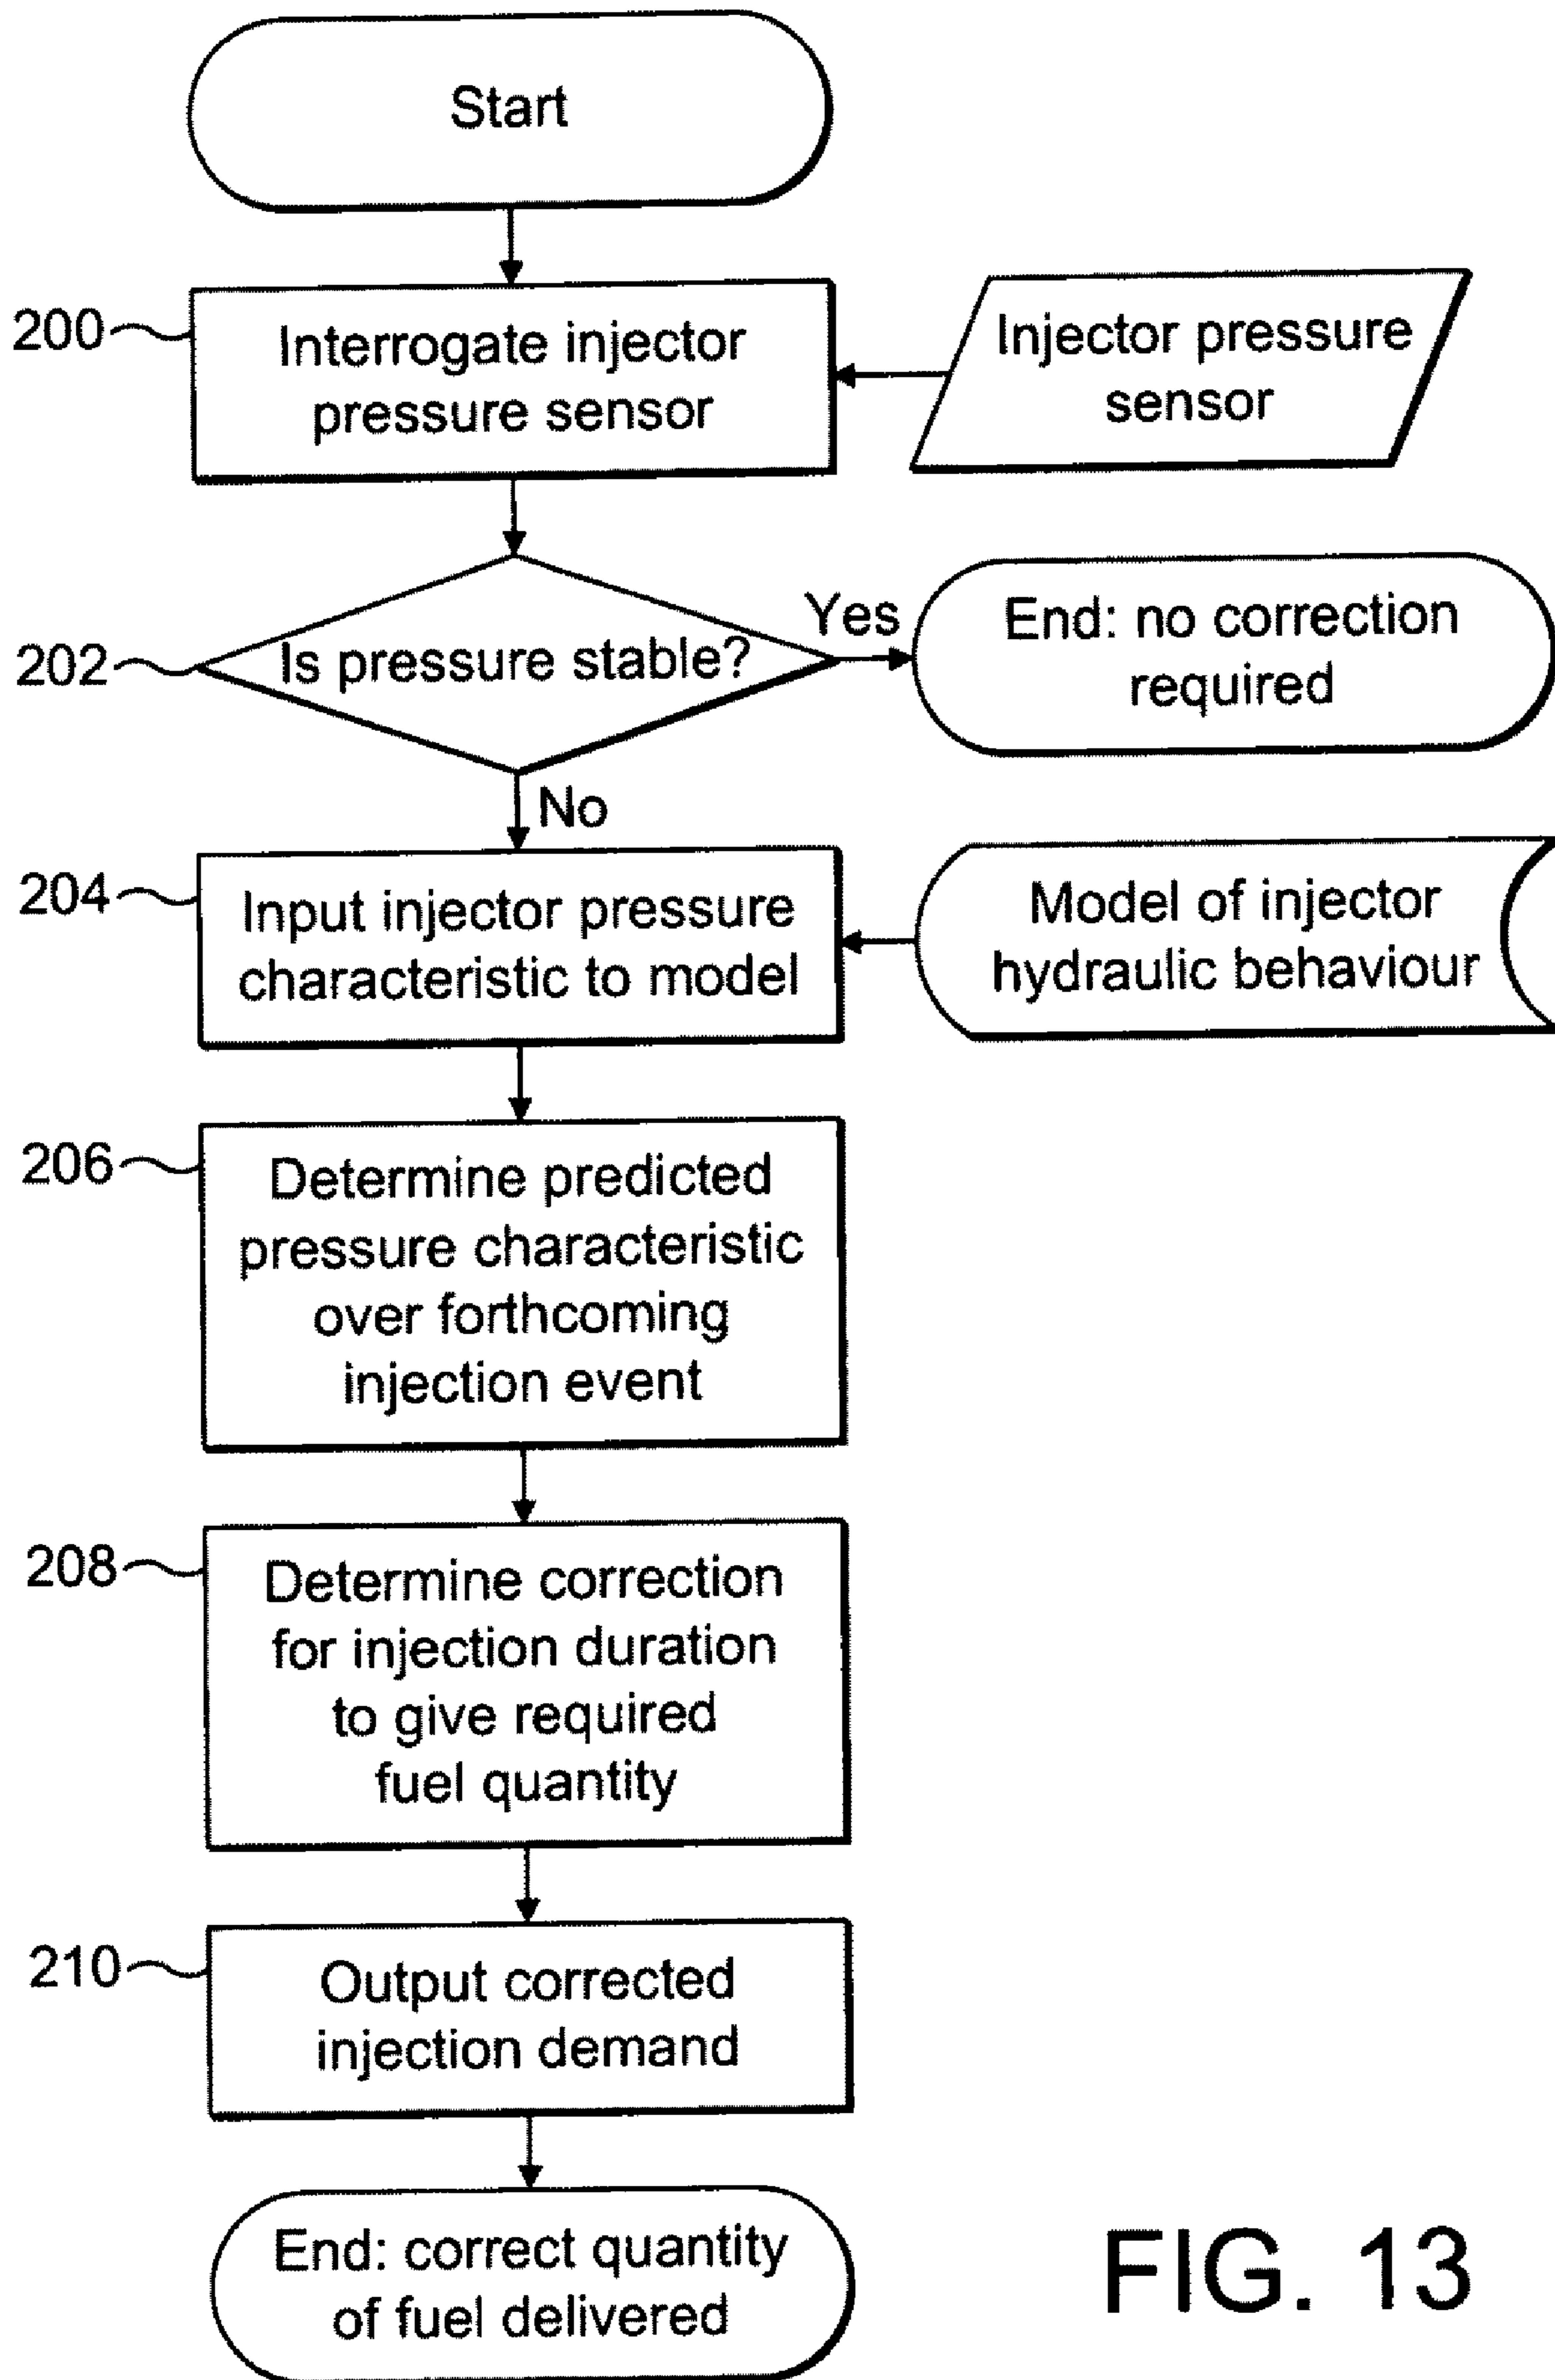 Start
200
Interrogate injector
pressure sensor
Injector pressure
sensor
202
Is pressure stable?
Yes
End: no correction
required
No
204
Input injector pressure
characteristic to model
Model of injector
hydraulic behaviour
206
Determine predicted
pressure characteristic
over forthcoming
injection event
208
Determine correction
for injection duration
to give required
fuel quantity
210
Output corrected
injection demand
End: correct quantity
of fuel delivered
FIG. 13